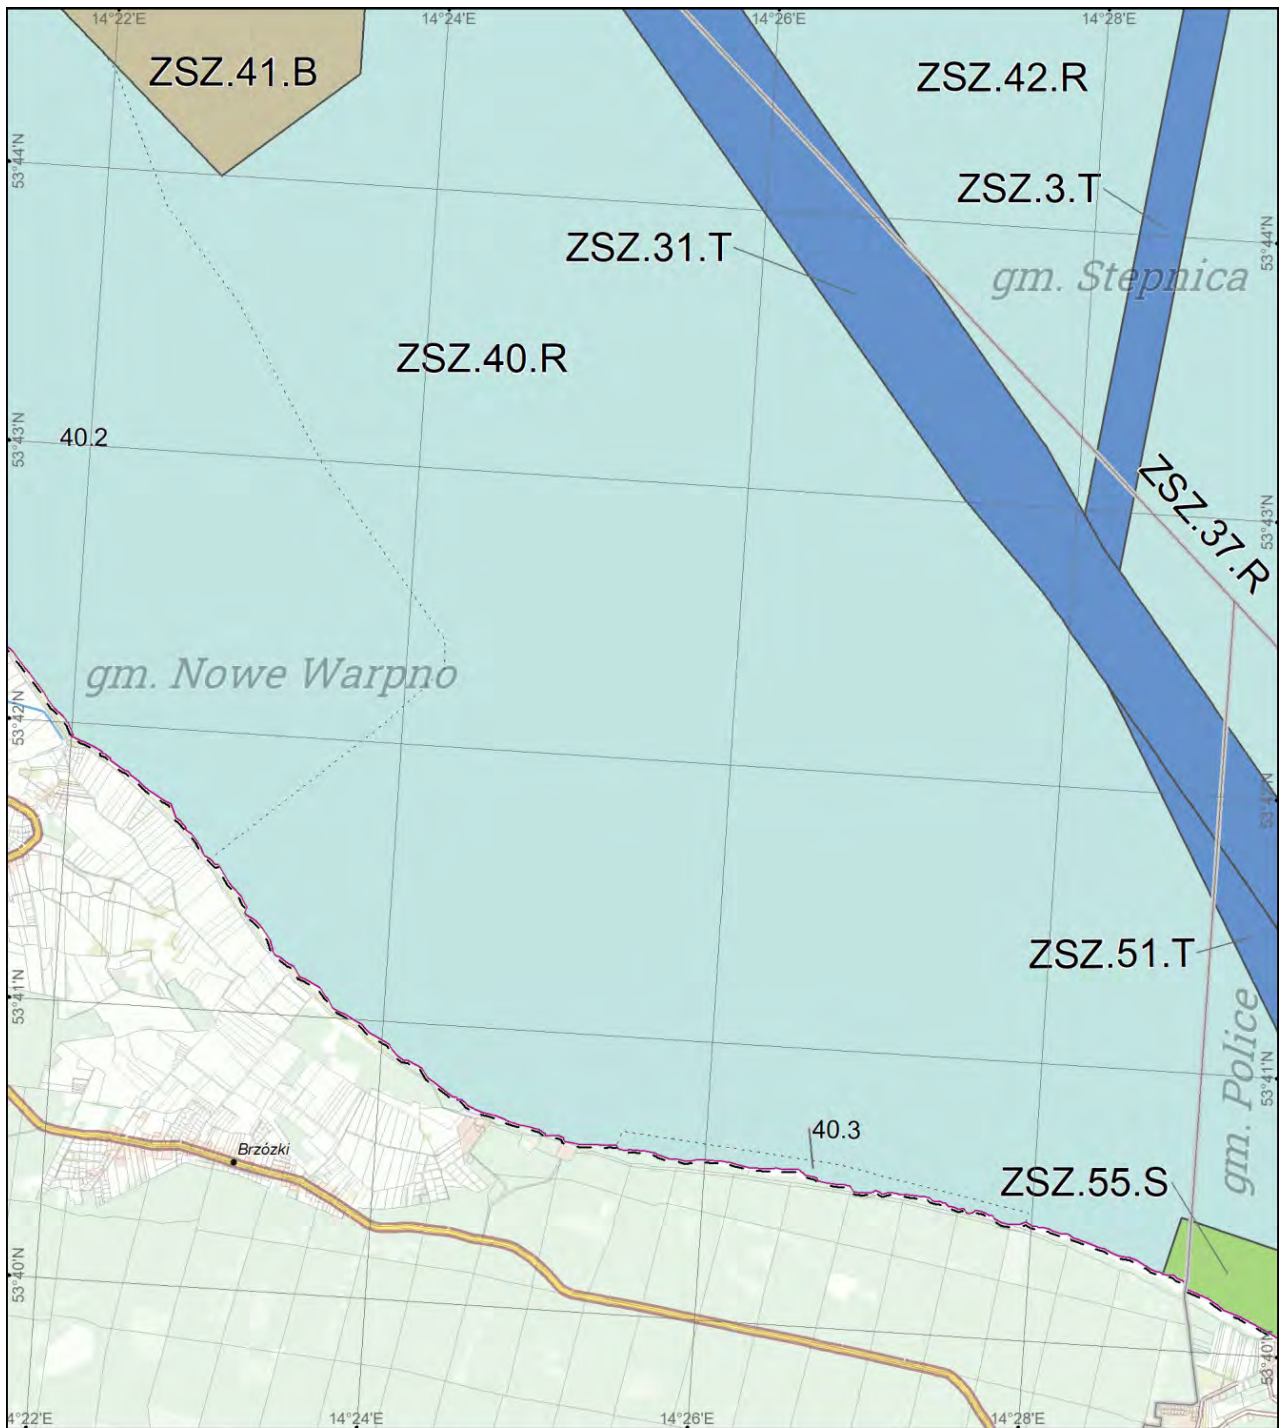 14°22'E
14°24'E
14°26'E
14°28'E
ZSZ.41.B
ZSZ.42.R
53°44'N
ZSZ.3.T
ZSZ.31.T
53°44'N
gm. Stepnica
ZSZ.40.R
53°43'N
40.2
ZSZ.37.R
53°43'N
gm. Nowe Warpno
53°42'N
53°42'N
ZSZ.51.T
53°41'N
gm. Police
53°41'N
40.3
Brzózki
ZSZ.55.S
53°40'N
53°40'N
4°22'E
14°24'E
14°26'E
14°28'E